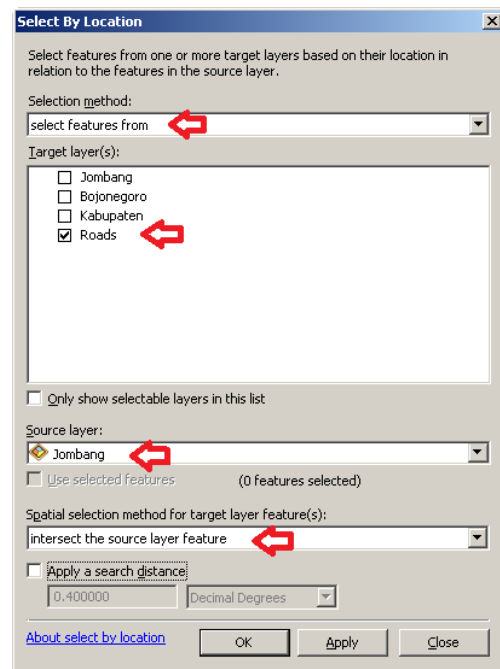 Select By Location
Select features from one or more target layers based on their location in
relation to the features in the source layer.
Selection method:
select features from
Target layer(s):
Jombang
Bojonegoro
Kabupaten
Roads
Only show selectable layers in this list
Source layer:
Jombang
Use selected features (0 features selected)
Spatial selection method for target layer feature(s):
intersect the source layer feature
Apply a search distance
0.400000 Decimal Degrees
About select by location OK Apply Close